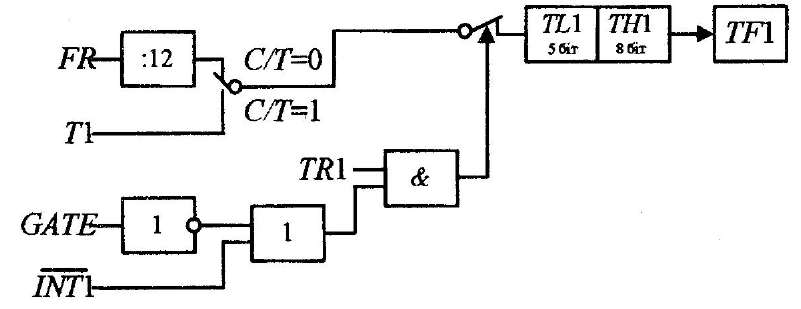 FR
:12
C/T=0
C/T=1
T1
TL1
5 біт
TH1
8 біт
TF1
TR1
&
GATE
1
1
INT1